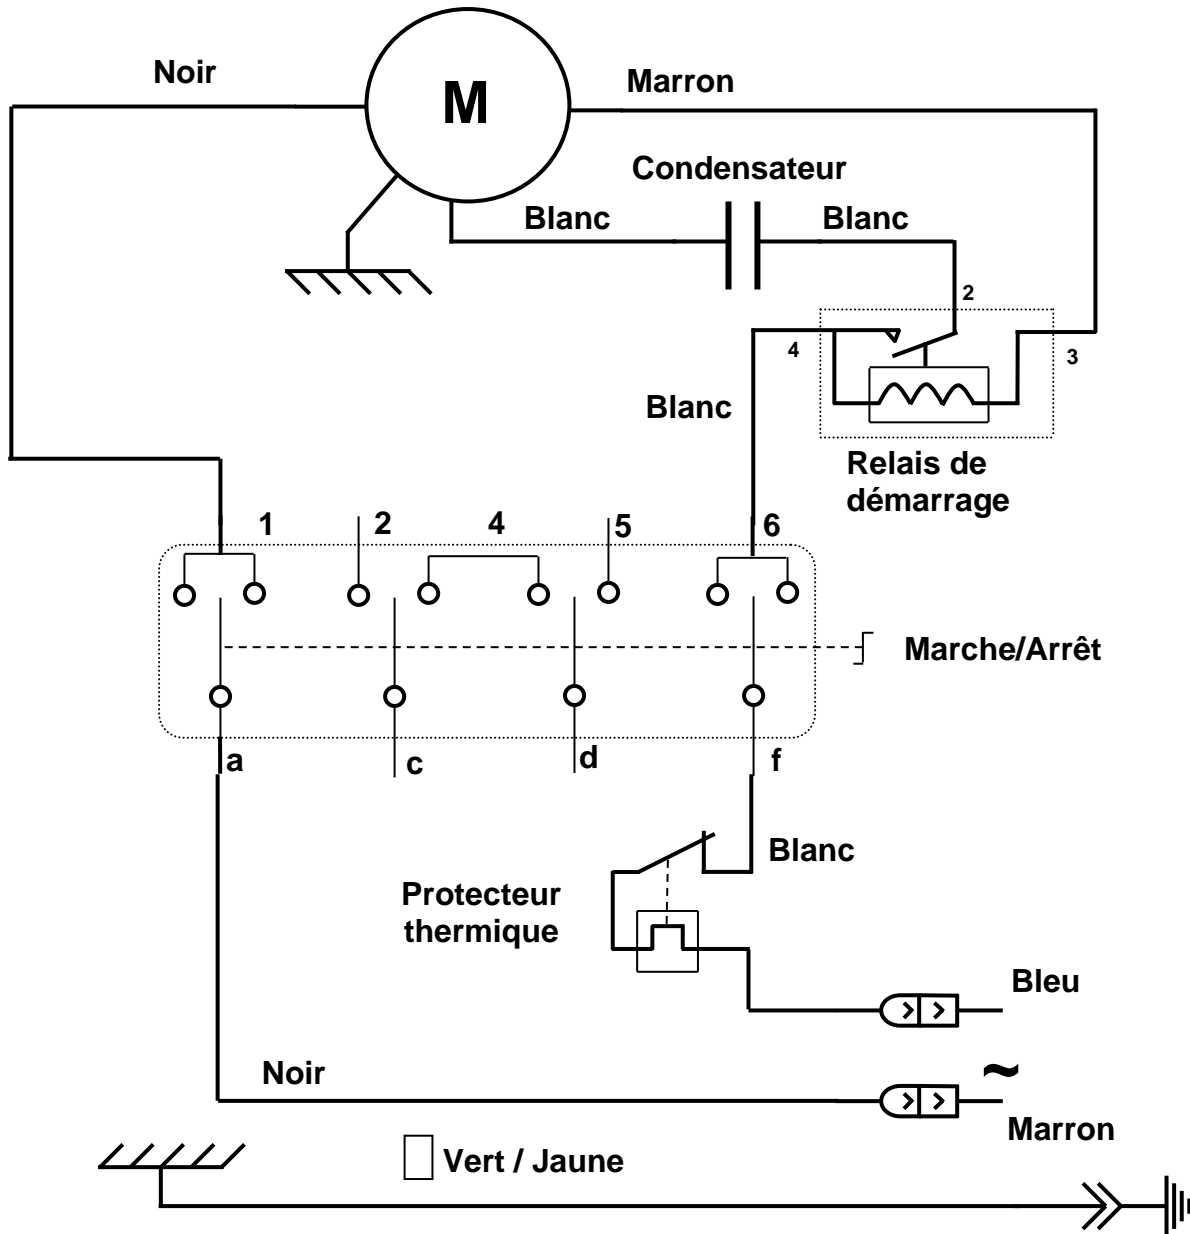 Noir
M
Marron
Condensateur
Blanc
Blanc
2
4
3
Blanc
Relais de
démarrage
1
2
4
5
6
Marche/Arrêt
a
c
d
f
Blanc
Protecteur
thermique
Bleu
Noir
~
Marron
Vert / Jaune